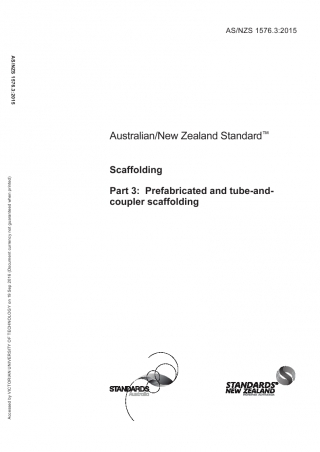 AS/NZS 1576.3:2015
AS/NZS 1576.3:2015
Australian/New Zealand Standard™
Scaffolding
Part 3: Prefabricated and tube-and-
coupler scaffolding
Accessed by VICTORIAN UNIVERSITY OF TECHNOLOGY on 16 Sep 2015 (Document currency not guaranteed when printed)
STANDARDS
Australia
STANDARDS
NEW ZEALAND